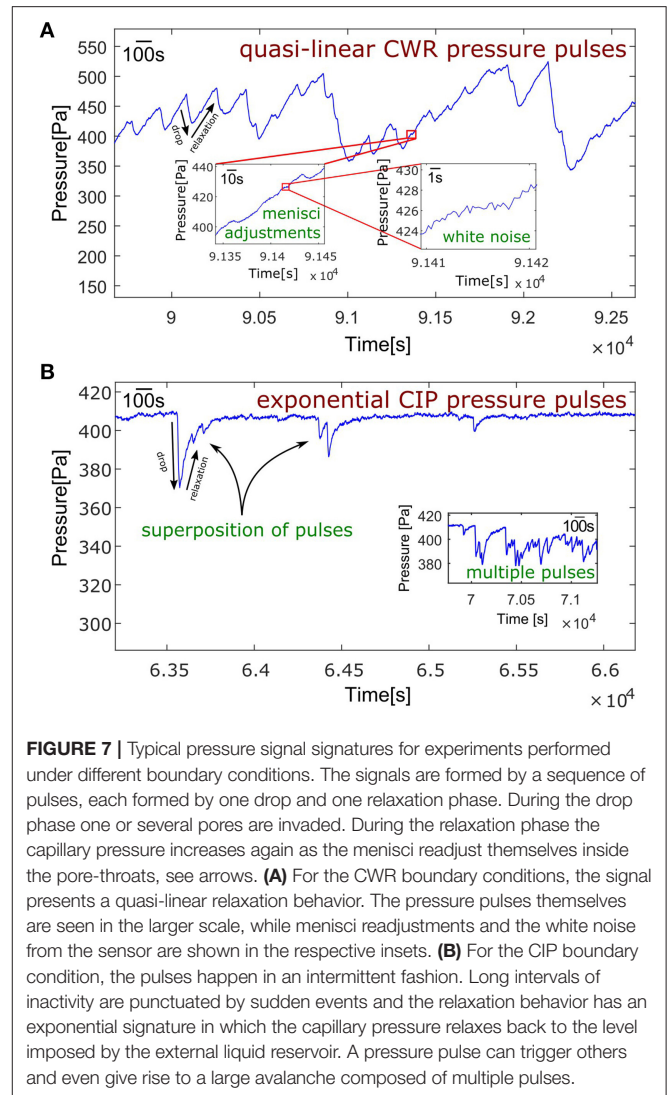 A
100s
quasi-linear CWR pressure pulses
550
500
450
400
350
300
250
200
150
Pressure[Pa]
drop
relaxation
440
420
400
Pressure[Pa]
10s
menisci
adjustments
9.135
9.14
9.145
Time[s]
× 10⁴
430
428
426
424
Pressure[Pa]
1s
white noise
9.141
9.142
Time[s]
× 10⁴
9
9.05
9.1
9.15
9.2
9.25
Time[s]
×10⁴
B
100s
exponential CIP pressure pulses
420
400
380
360
340
320
300
Pressure[Pa]
drop
relaxation
superposition of pulses
420
400
380
Pressure [Pa]
100s
multiple pulses
7
7.05
7.1
Time [s]
×10⁴
6.35
6.4
6.45
6.5
6.55
6.6
Time[s]
×10⁴
FIGURE 7 | Typical pressure signal signatures for experiments performed
under different boundary conditions. The signals are formed by a sequence of
pulses, each formed by one drop and one relaxation phase. During the drop
phase one or several pores are invaded. During the relaxation phase the
capillary pressure increases again as the menisci readjust themselves inside
the pore-throats, see arrows. (A) For the CWR boundary conditions, the signal
presents a quasi-linear relaxation behavior. The pressure pulses themselves
are seen in the larger scale, while menisci readjustments and the white noise
from the sensor are shown in the respective insets. (B) For the CIP boundary
condition, the pulses happen in an intermittent fashion. Long intervals of
inactivity are punctuated by sudden events and the relaxation behavior has an
exponential signature in which the capillary pressure relaxes back to the level
imposed by the external liquid reservoir. A pressure pulse can trigger others
and even give rise to a large avalanche composed of multiple pulses.